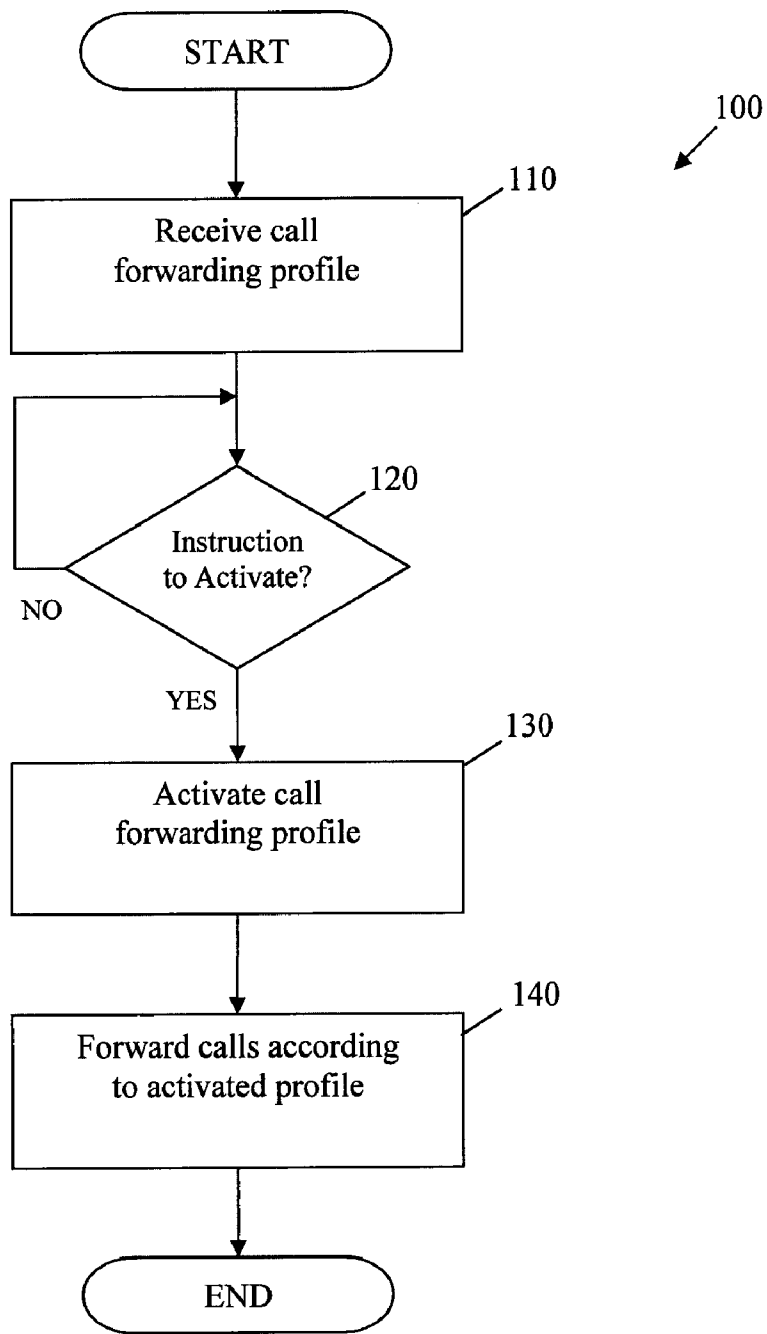 START
100
110
Receive call
forwarding profile
120
Instruction
to Activate?
NO
YES
130
Activate call
forwarding profile
140
Forward calls according
to activated profile
END